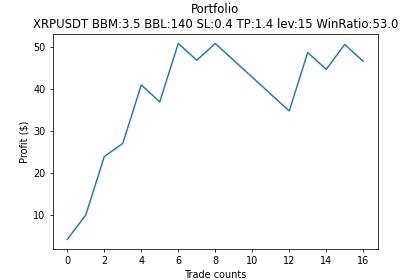 Portfolio
XRPUSDT BBM:3.5 BBL:140 SL:0.4 TP:1.4 lev:15 WinRatio:53.0
50
40
30
20
10
Profit ($)
0 2 4 6 8 10 12 14 16
Trade counts